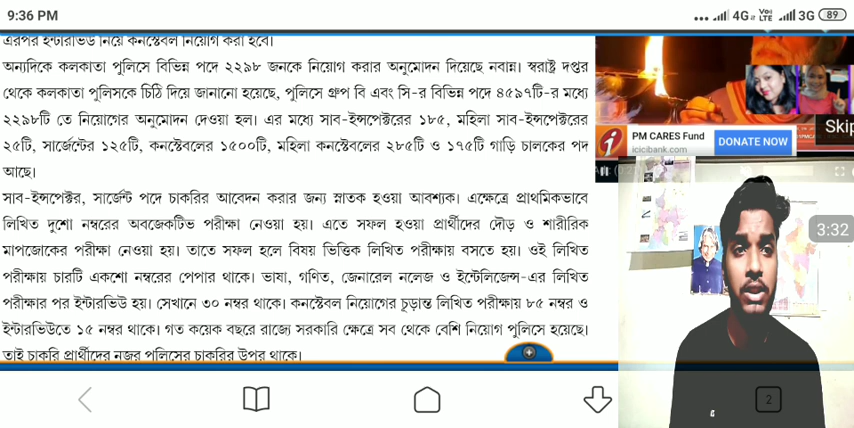 9:36 PM
4G
Vo
LTE
3G
89
এরপর ইন্টারভিউ নিয়ে কনস্টেবল নিয়োগ করা হবে।
অন্যদিকে কলকাতা পুলিসে বিভিন্ন পদে ২২৯৮ জনকে নিয়োগ করার অনুমোদন দিয়েছে নবান্ন। স্বরাষ্ট্র দপ্তর
থেকে কলকাতা পুলিসকে চিঠি দিয়ে জানানো হয়েছে, পুলিসে গ্রুপ বি এবং সি-র বিভিন্ন পদে ৪৫৯৭টি-র মধ্যে
২২৯৮টি তে নিয়োগের অনুমোদন দেওয়া হল। এর মধ্যে সাব-ইন্সপেক্টরের ১৮৫, মহিলা সাব-ইন্সপেক্টরের
২৫টি, সার্জেন্টের ১২৫টি, কনস্টেবলের ১৫০০টি, মহিলা কনস্টেবলের ২৮৫টি ও ১৭৫টি গাড়ি চালকের পদ
আছে।
সাব-ইন্সপেক্টর, সার্জেন্ট পদে চাকরির আবেদন করার জন্য স্নাতক হওয়া আবশ্যক। এক্ষেত্রে প্রাথমিকভাবে
লিখিত দুশো নম্বরের অবজেকটিভ পরীক্ষা নেওয়া হয়। এতে সফল হওয়া প্রার্থীদের দৌড় ও শারীরিক
মাপজোকের পরীক্ষা নেওয়া হয়। তাতে সফল হলে বিষয় ভিত্তিক লিখিত পরীক্ষায় বসতে হয়। ওই লিখিত
পরীক্ষায় চারটি একশো নম্বরের পেপার থাকে। ভাষা, গণিত, জেনারেল নলেজ ও ইন্টেলিজেন্স-এর লিখিত
পরীক্ষার পর ইন্টারভিউ হয়। সেখানে ৩০ নম্বর থাকে। কনস্টেবল নিয়োগের চূড়ান্ত লিখিত পরীক্ষায় ৮৫ নম্বর ও
ইন্টারভিউতে ১৫ নম্বর থাকে। গত কয়েক বছরে রাজ্যে সরকারি ক্ষেত্রে সব থেকে বেশি নিয়োগ পুলিসে হয়েছে।
তাই চাকরি প্রার্থীদের নজর পুলিসের চাকরির উপর থাকে।
Skip
PM CARES Fund
icicibank.com
DONATE NOW
3:32
2